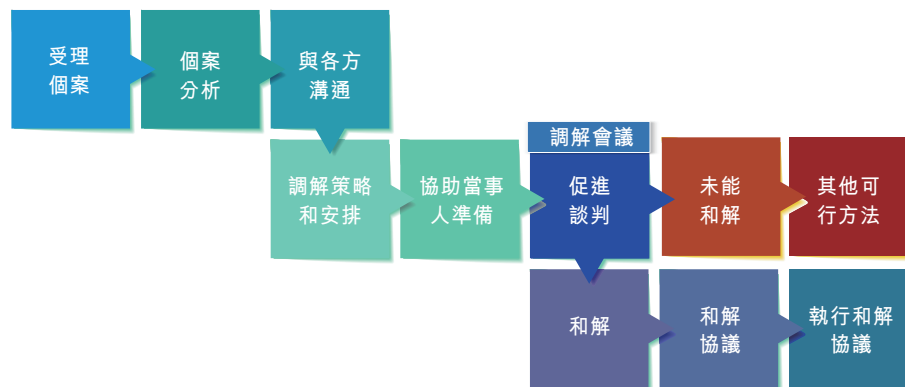 受理
個案
個案
分析
與各方
溝通
調解策略
和安排
協助當事
人準備
調解會議
促進
談判
未能
和解
其他可
行方法
和解
和解
協議
執行和解
協議